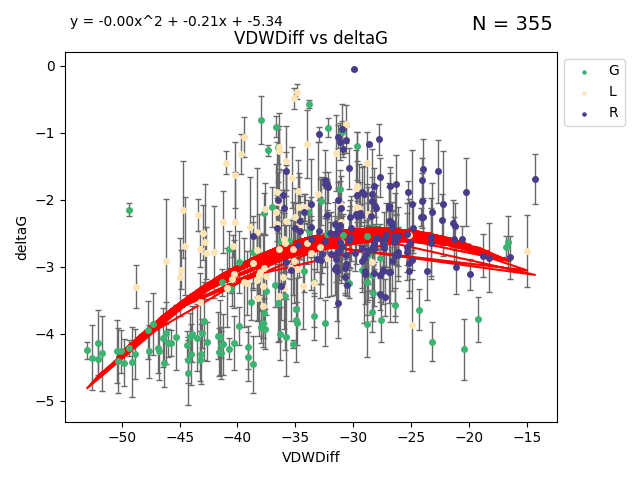 y = -0.00x^2 + -0.21x + -5.34
N = 355
VDWDiff vs deltaG
G
L
R
deltaG
0
−1
−2
−3
−4
−5
−50
−45
−40
−35
−30
−25
−20
−15
VDWDiff